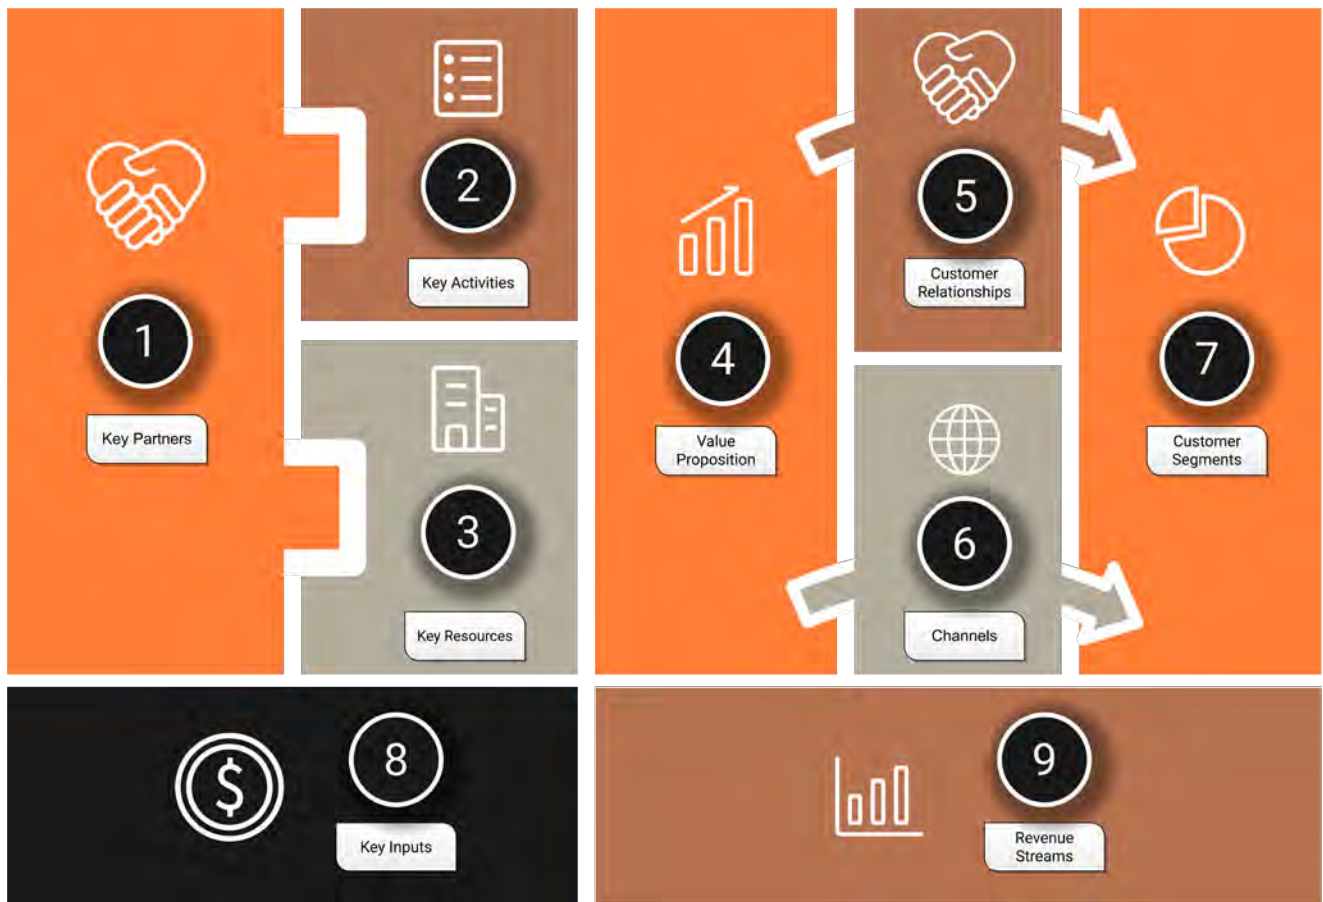 1
Key Partners
2
Key Activities
3
Key Resources
4
Value
Proposition
5
Customer
Relationships
6
Channels
7
Customer
Segments
$
8
Key Inputs
9
Revenue
Streams